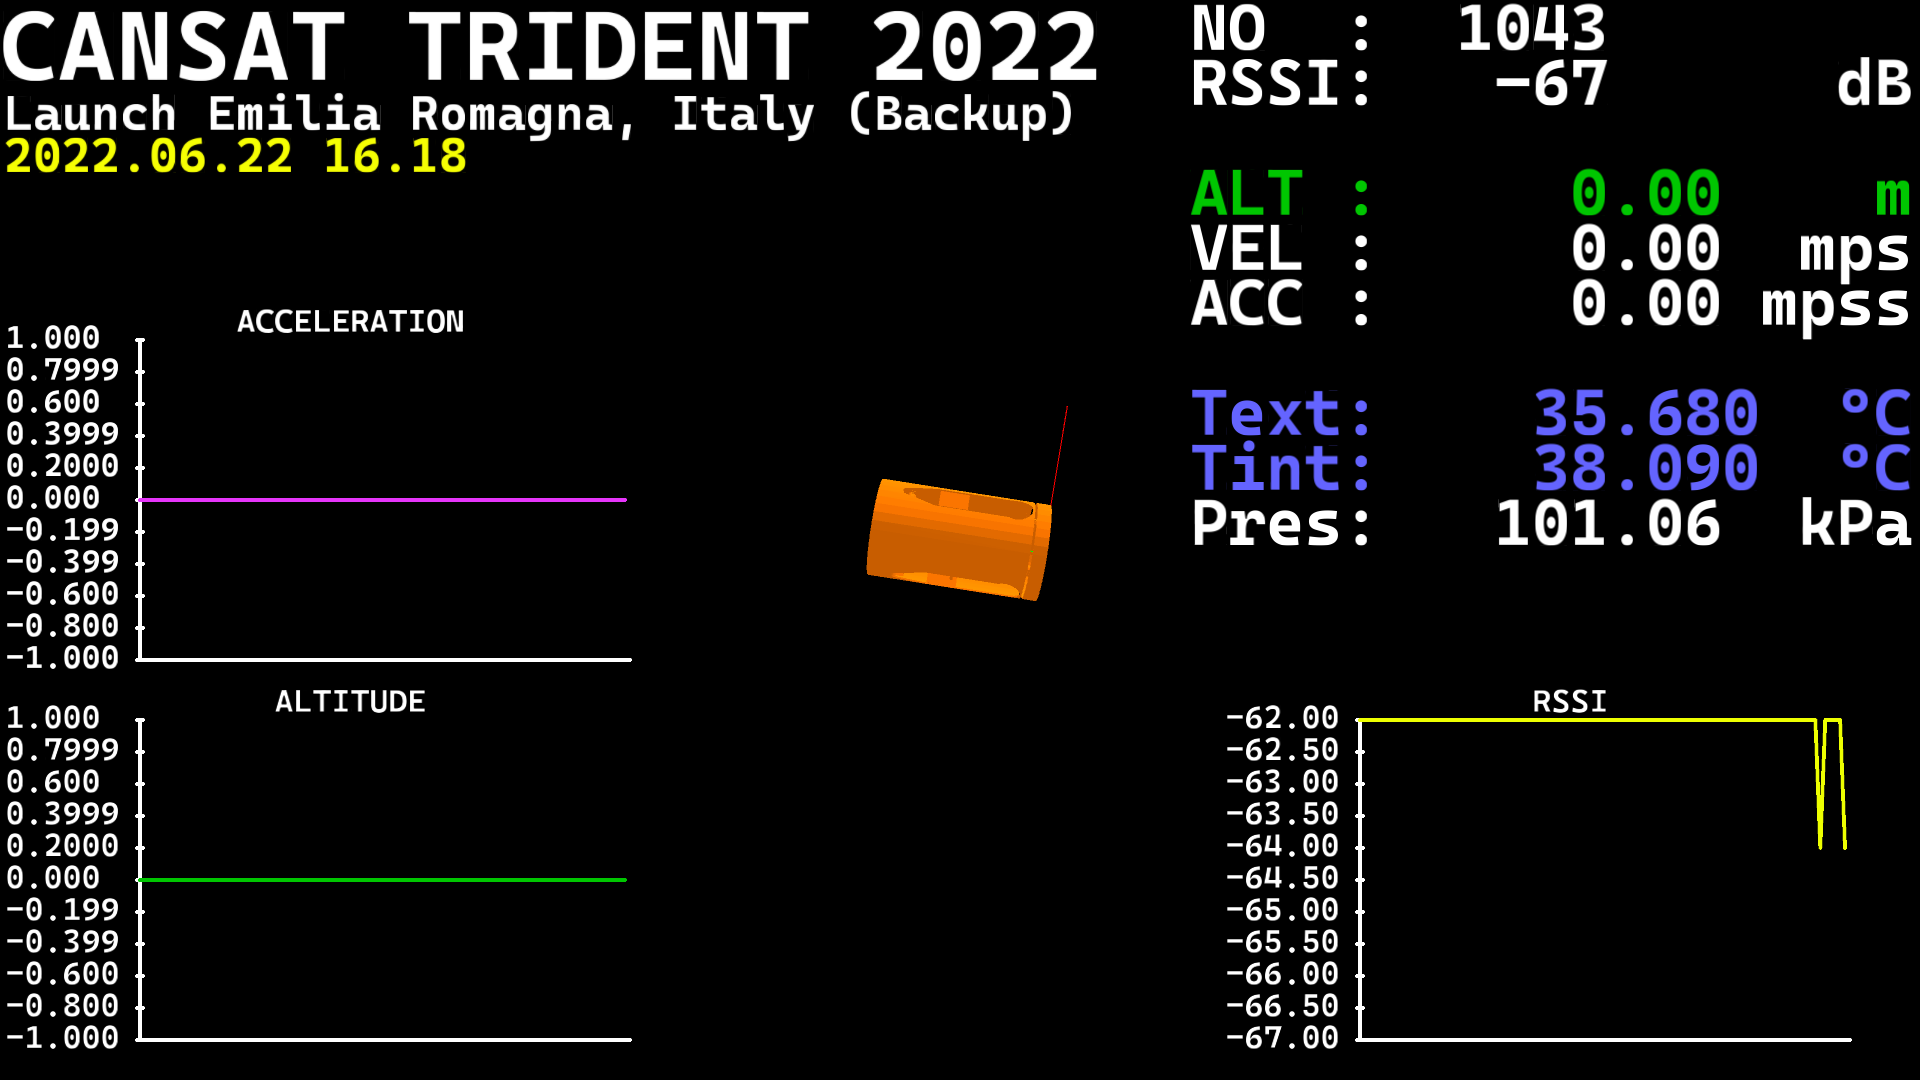 CANSAT TRIDENT 2022
Launch Emilia Romagna, Italy (Backup)
2022.06.22 16.18
NO : 1043
RSSI: -67 dB
ALT : 0.00 m
VEL : 0.00 mps
ACC : 0.00 mpss
Text: 35.680 °C
Tint: 38.090 °C
Pres: 101.06 kPa
ACCELERATION
1.000
0.7999
0.600
0.3999
0.2000
0.000
-0.199
-0.399
-0.600
-0.800
-1.000
ALTITUDE
1.000
0.7999
0.600
0.3999
0.2000
0.000
-0.199
-0.399
-0.600
-0.800
-1.000
RSSI
-62.00
-62.50
-63.00
-63.50
-64.00
-64.50
-65.00
-65.50
-66.00
-66.50
-67.00